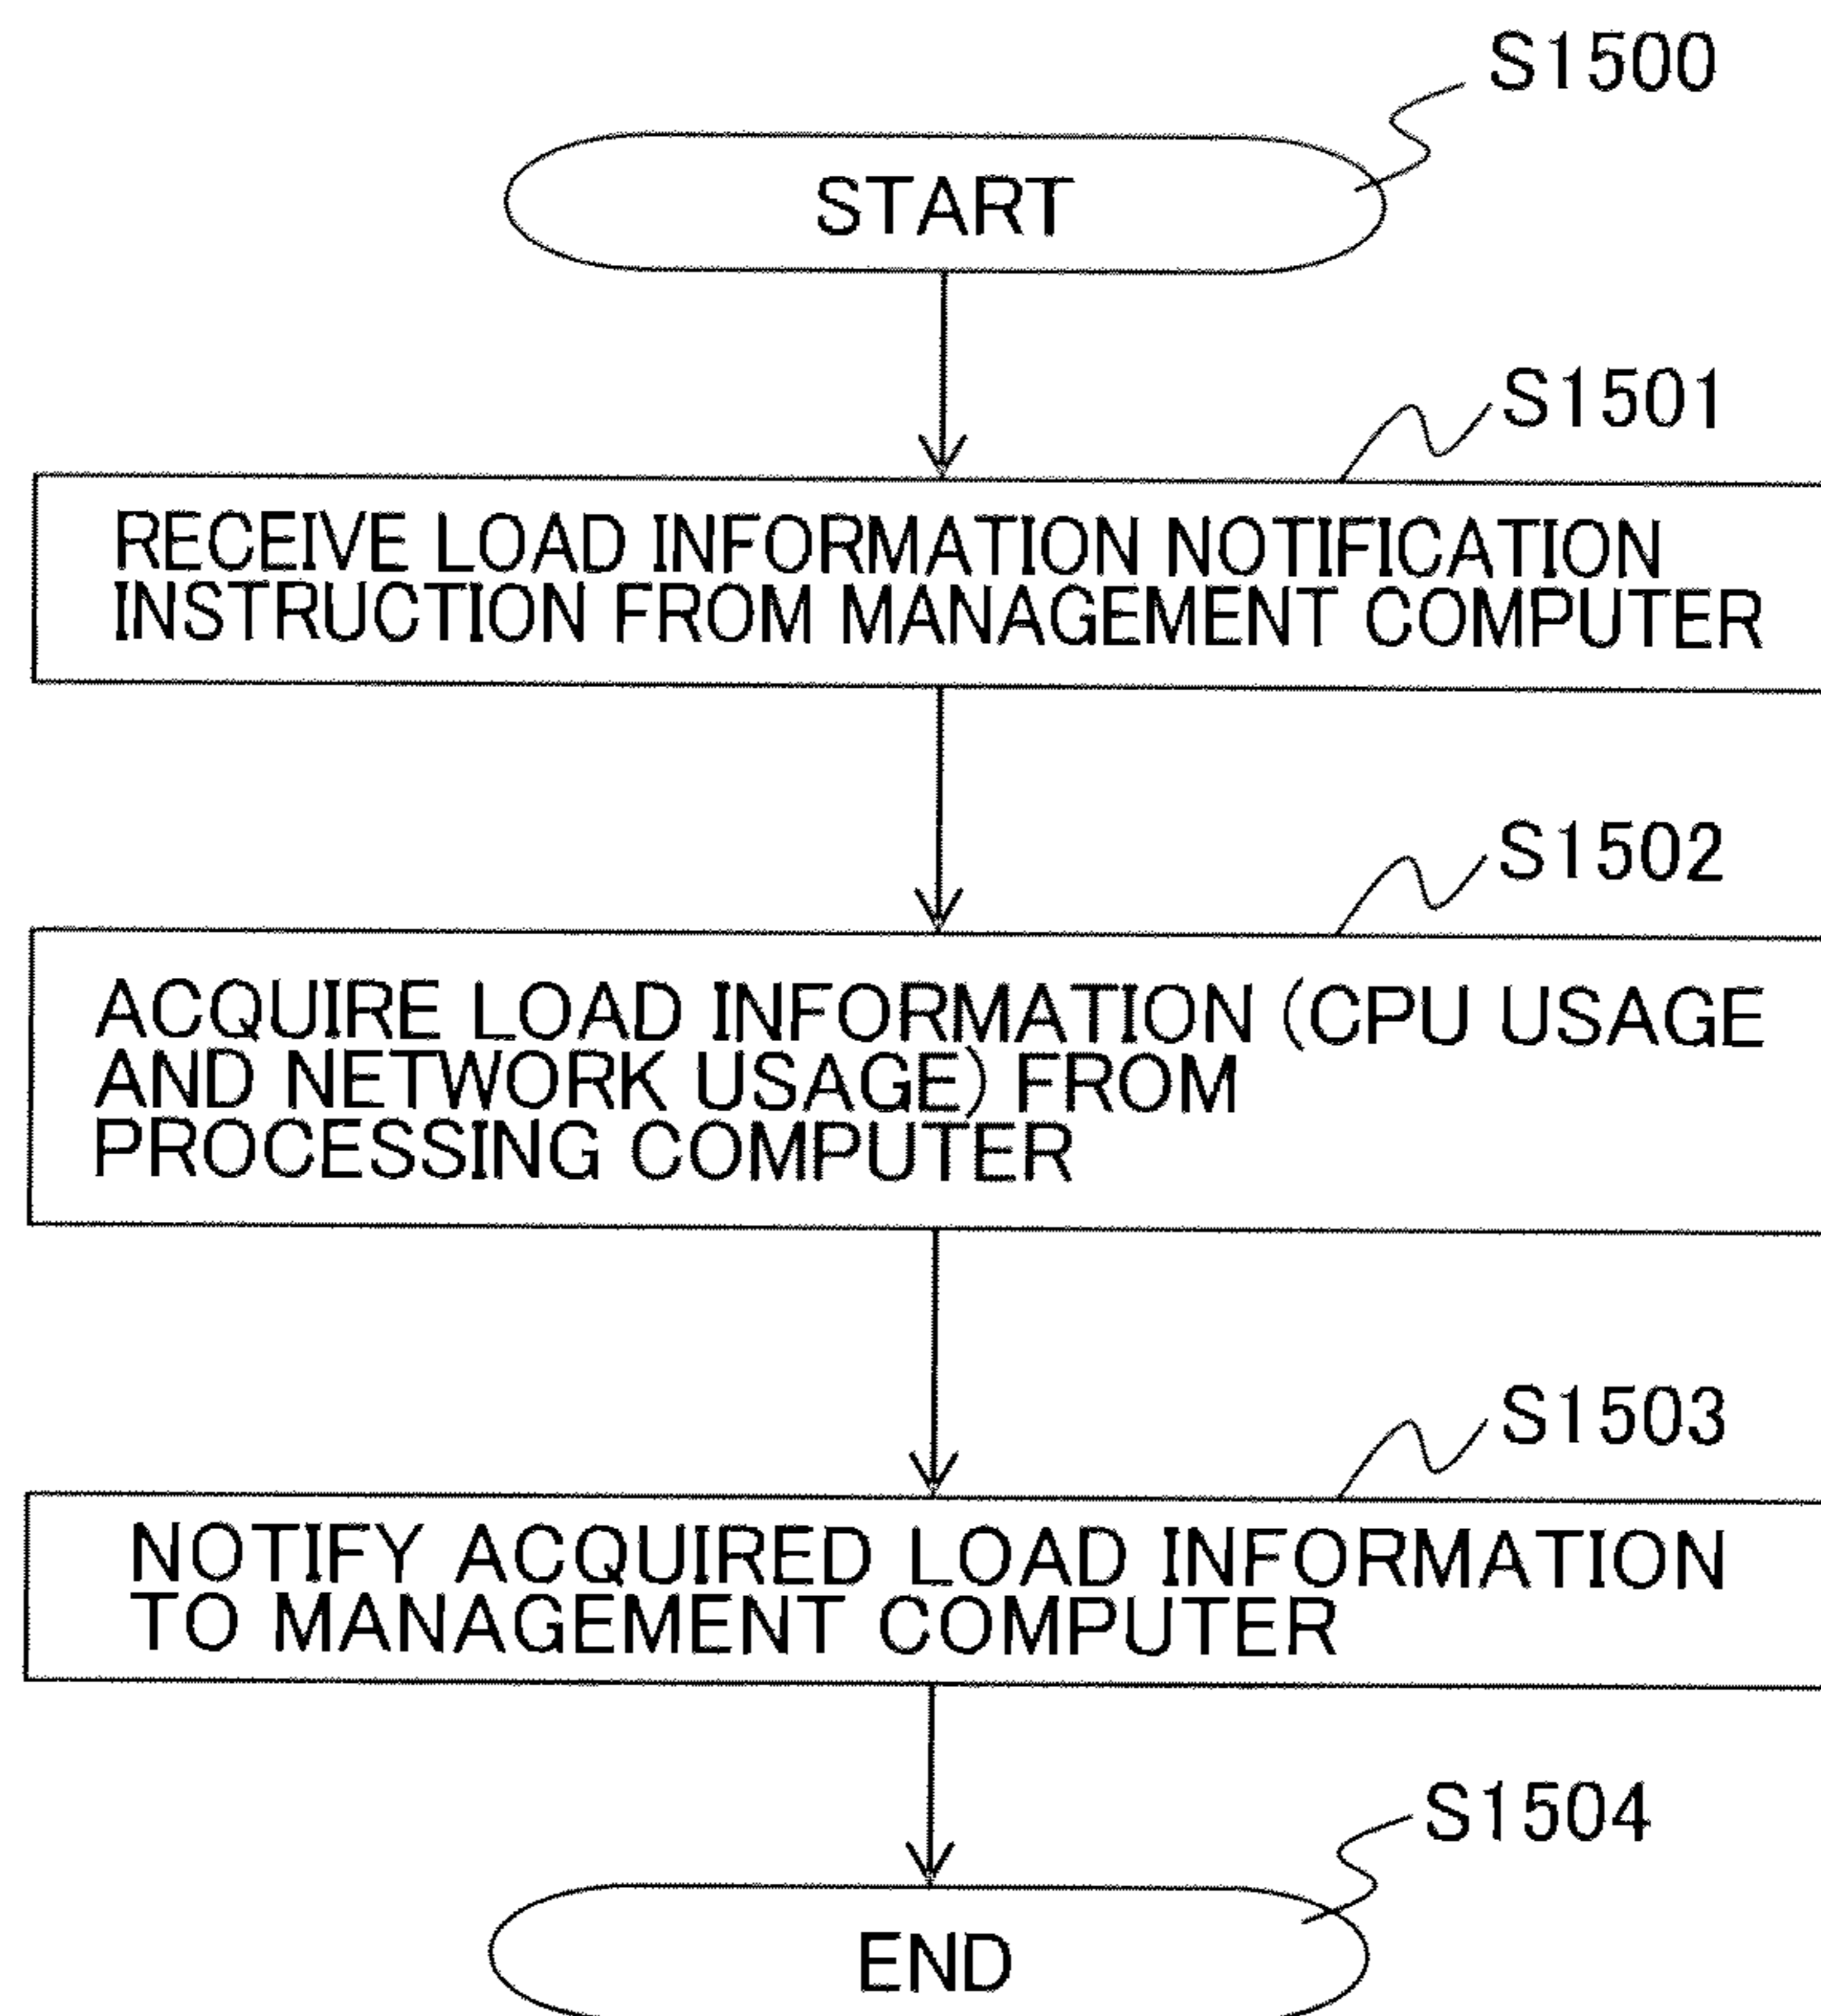 S1500
START
S1501
RECEIVE LOAD INFORMATION NOTIFICATION
INSTRUCTION FROM MANAGEMENT COMPUTER
S1502
ACQUIRE LOAD INFORMATION (CPU USAGE
AND NETWORK USAGE) FROM
PROCESSING COMPUTER
S1503
NOTIFY ACQUIRED LOAD INFORMATION
TO MANAGEMENT COMPUTER
S1504
END